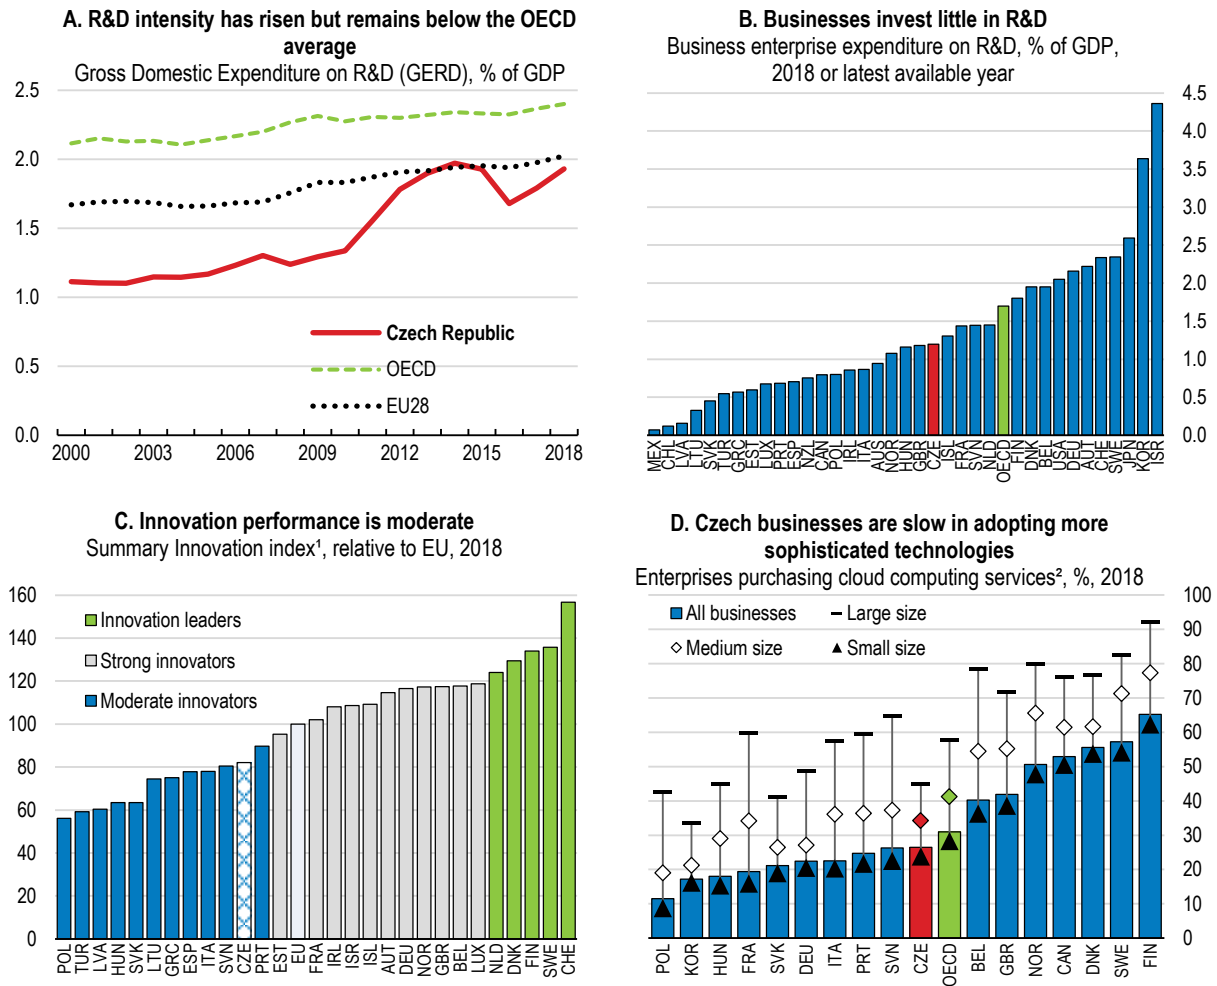 A. R&D intensity has risen but remains below the OECD
average
Gross Domestic Expenditure on R&D (GERD), % of GDP
2.5
2.0
1.5
1.0
0.5
0.0
Czech Republic
OECD
EU28
2000 2003 2006 2009 2012 2015 2018
B. Businesses invest little in R&D
Business enterprise expenditure on R&D, % of GDP,
2018 or latest available year
4.5
4.0
3.5
3.0
2.5
2.0
1.5
1.0
0.5
0.0
MEX CHL LVA LTU SVK TUR GRC EST LUX PRT ESP NZL CAN POL IRL ITA AUS NOR HUN GBR CZE ISL FRA SVN NLD OECD FIN DNK BEL USA DEU AUT CHE SWE JPN KOR ISR
C. Innovation performance is moderate
Summary Innovation index¹, relative to EU, 2018
160
140
120
100
80
60
40
20
0
Innovation leaders
Strong innovators
Moderate innovators
POL TUR LVA HUN SVK LTU GRC ESP ITA SVN CZE PRT EST EU FRA IRL ISR ISL AUT DEU NOR GBR BEL LUX NLD DNK FIN SWE CHE
D. Czech businesses are slow in adopting more
sophisticated technologies
Enterprises purchasing cloud computing services², %, 2018
All businesses Large size
Medium size Small size
100
90
80
70
60
50
40
30
20
10
0
POL KOR HUN FRA SVK DEU ITA PRT SVN CZE OECD BEL GBR NOR CAN DNK SWE FIN